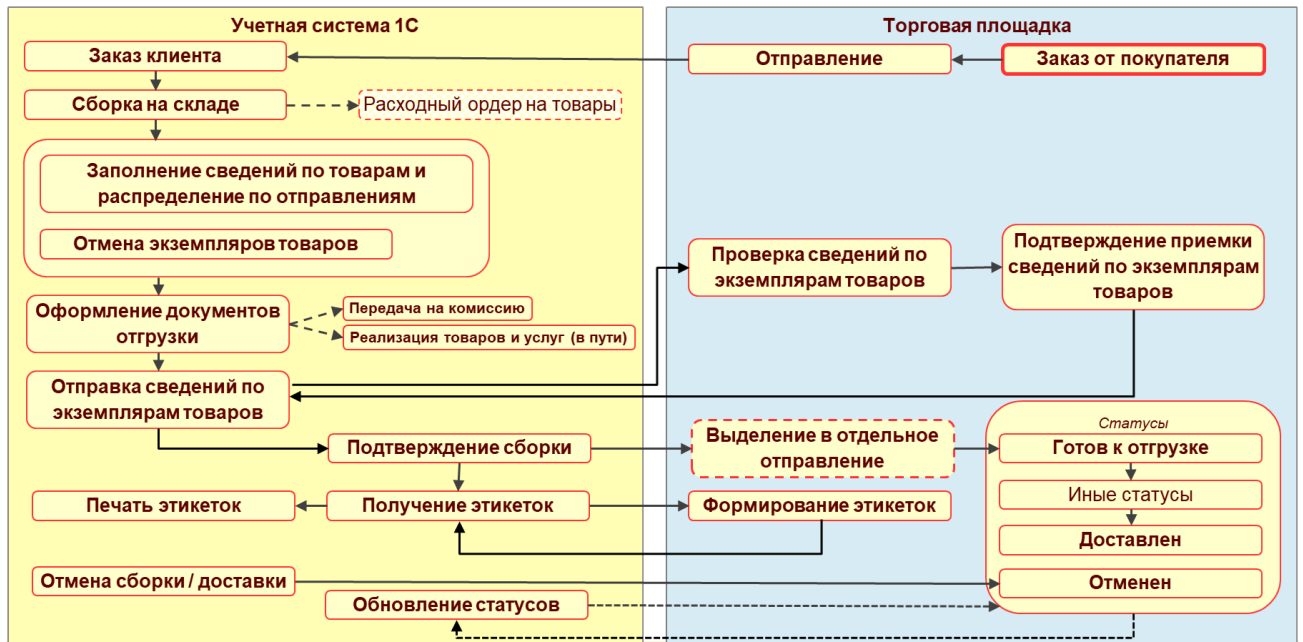 Учетная система 1С
Заказ клиента
Сборка на складе
Расходный ордер на товары
Заполнение сведений по товарам и
распределение по отправлениям
Отмена экземпляров товаров
Оформление документов
отгрузки
Передача на комиссию
Реализация товаров и услуг (в пути)
Отправка сведений по
экземплярам товаров
Подтверждение сборки
Печать этикеток
Получение этикеток
Отмена сборки / доставки
Обновление статусов
Торговая площадка
Отправление
Заказ от покупателя
Проверка сведений по
экземплярам товаров
Подтверждение приемки
сведений по экземплярам
товаров
Выделение в отдельное
отправление
Формирование этикеток
Статусы
Готов к отгрузке
Иные статусы
Доставлен
Отменен